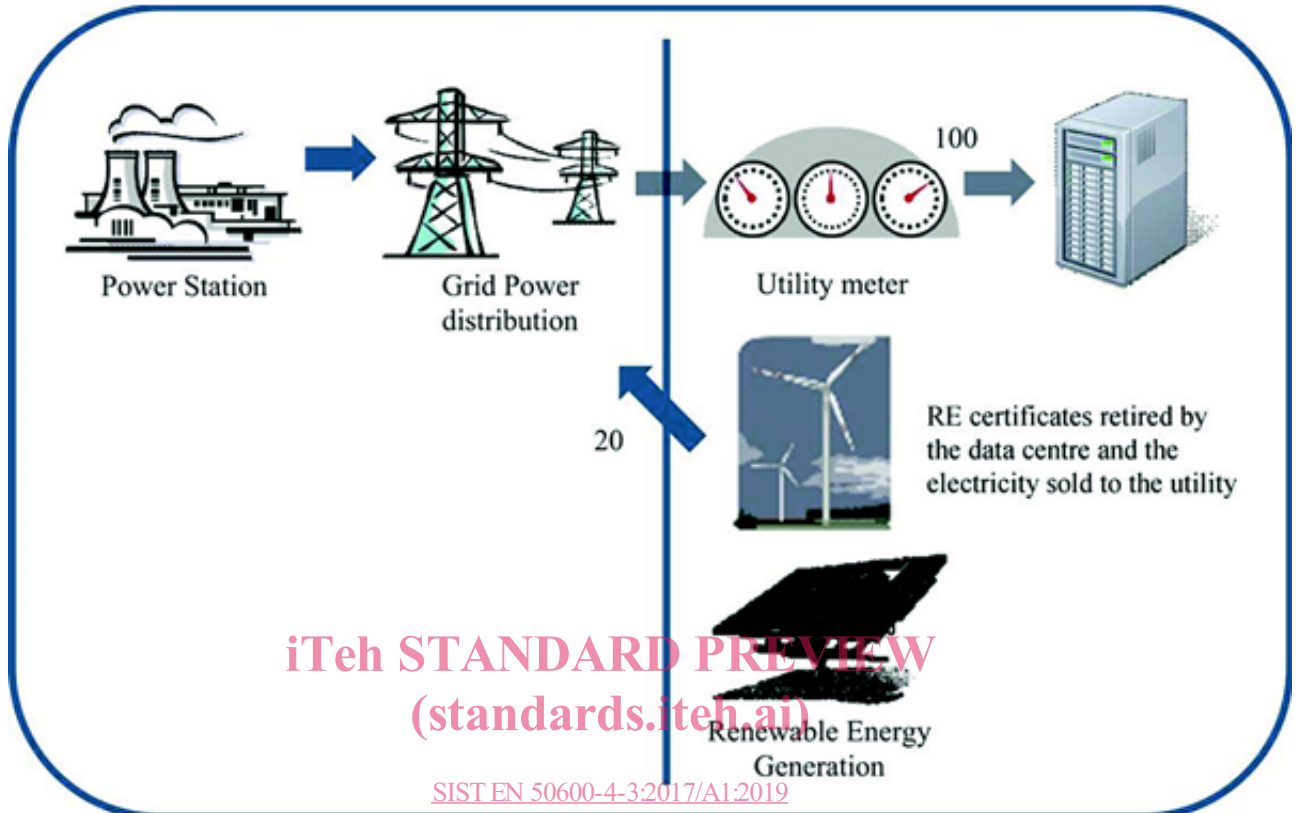 100
Power Station
Grid Power
distribution
Utility meter
20
RE certificates retired by
the data centre and the
electricity sold to the utility
iTeh STANDARD PREVIEW
(standards.iteh.ai)
Renewable Energy
Generation
SIST EN 50600-4-3:2017/A1:2019